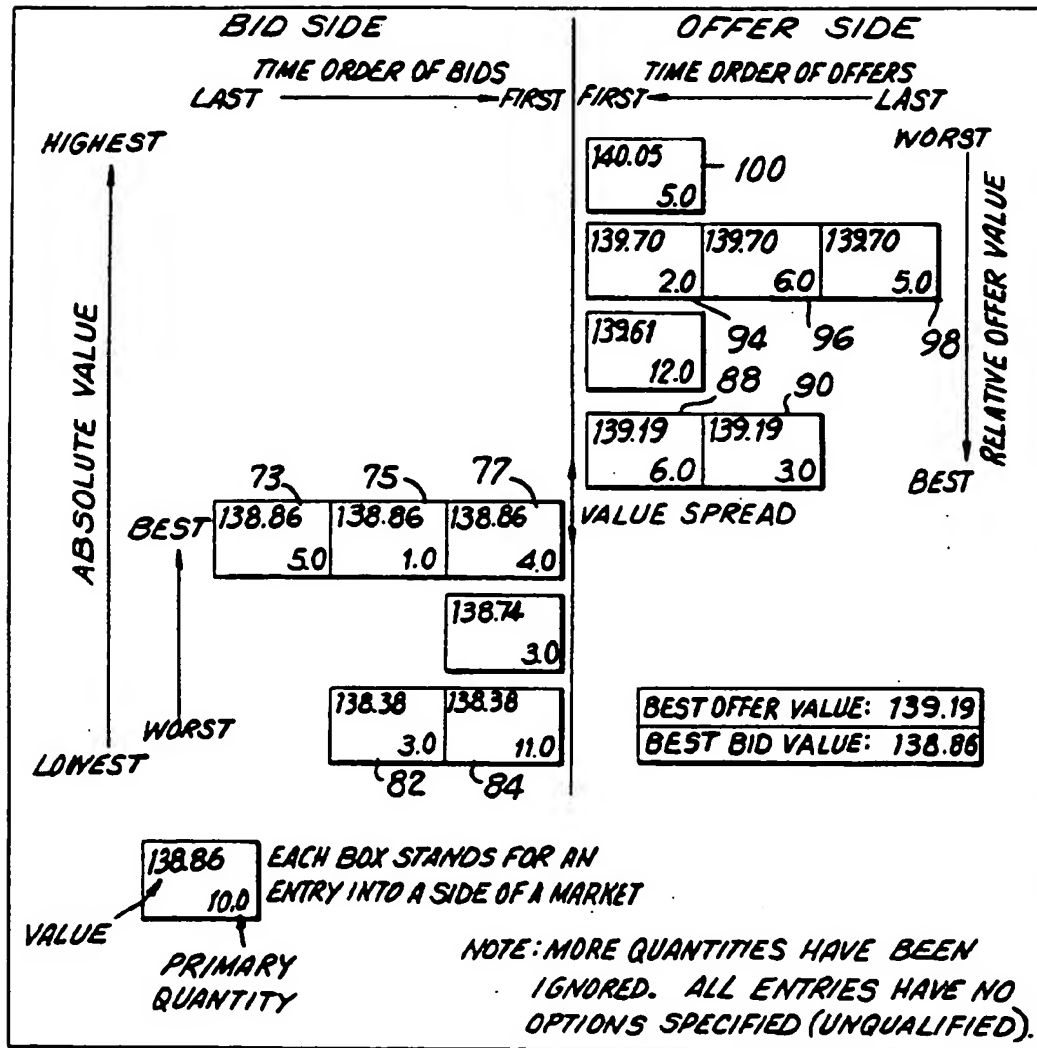 BID SIDE
OFFER SIDE
TIME ORDER OF BIDS
TIME ORDER OF OFFERS
LAST
FIRST
FIRST
LAST
HIGHEST
WORST
140.05
5.0
100
139.70
2.0
139.70
6.0
139.70
5.0
94
96
98
139.61
12.0
88
90
139.19
6.0
139.19
3.0
RELATIVE OFFER VALUE
BEST
ABSOLUTE VALUE
VALUE SPREAD
73
75
77
BEST
138.86
5.0
138.86
1.0
138.86
4.0
138.74
3.0
138.38
3.0
138.38
11.0
82
84
WORST
LOWEST
BEST OFFER VALUE: 139.19
BEST BID VALUE: 138.86
138.86
10.0
EACH BOX STANDS FOR AN
ENTRY INTO A SIDE OF A MARKET
VALUE
PRIMARY
QUANTITY
NOTE: MORE QUANTITIES HAVE BEEN
IGNORED. ALL ENTRIES HAVE NO
OPTIONS SPECIFIED (UNQUALIFIED).